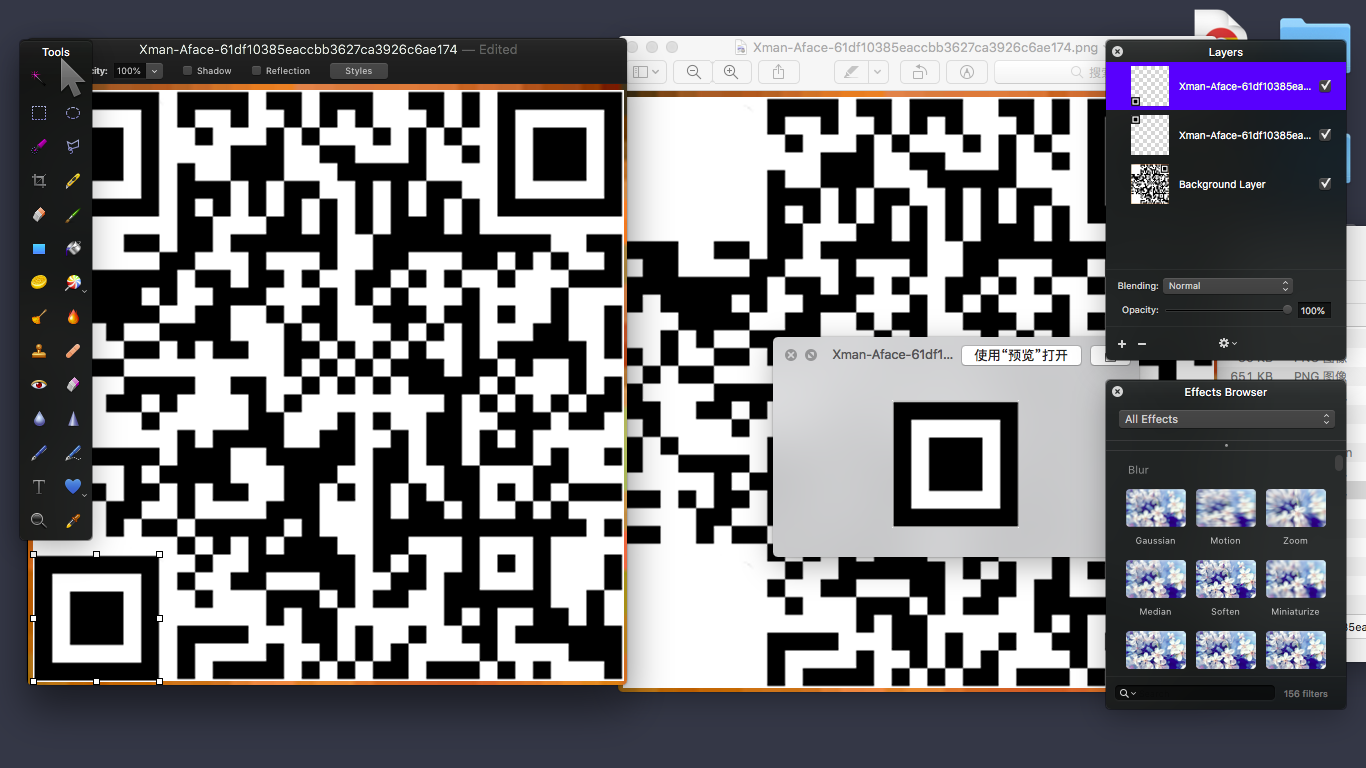 Tools
Xman-Aface-61df10385eaccbb3627ca3926c6ae174 — Edited
city:
100%
Shadow
Reflection
Styles
Xman-Aface-61df10385eaccbb3627ca3926c6ae174.png
搜
Layers
Xman-Aface-61df10385ea...
Xman-Aface-61df10385ea...
Background Layer
Blending:
Normal
Opacity:
100%
Xman-Aface-61df1...
使用“预览”打开
651 KB
PNG 图像
Effects Browser
All Effects
Blur
Gaussian
Motion
Zoom
Median
Soften
Miniaturize
156 filters
T